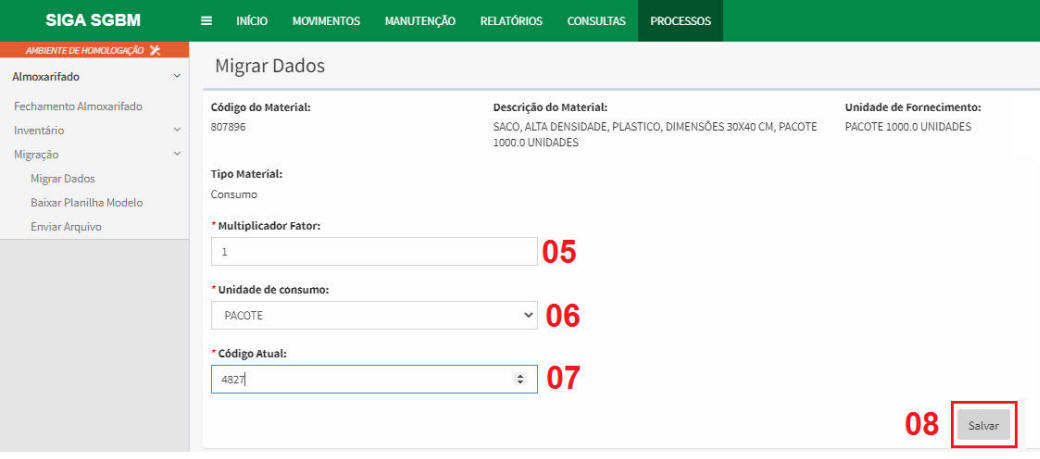 SIGA SGBM
INÍCIO MOVIMENTOS MANUTENÇÃO RELATÓRIOS CONSULTAS PROCESSOS
AMBIENTE DE HOMOLOGAÇÃO
Almoxarifado
Fechamento Almoxarifado
Inventário
Migração
Migrar Dados
Baixar Planilha Modelo
Enviar Arquivo
Migrar Dados
Código do Material:
807896
Descrição do Material:
SACO, ALTA DENSIDADE, PLASTICO, DIMENSÕES 30X40 CM, PACOTE
1000.0 UNIDADES
Unidade de Fornecimento:
PACOTE 1000.0 UNIDADES
Tipo Material:
Consumo
* Multiplicador Fator:
1 05
* Unidade de consumo:
PACOTE 06
* Código Atual:
4827 07
08 Salvar